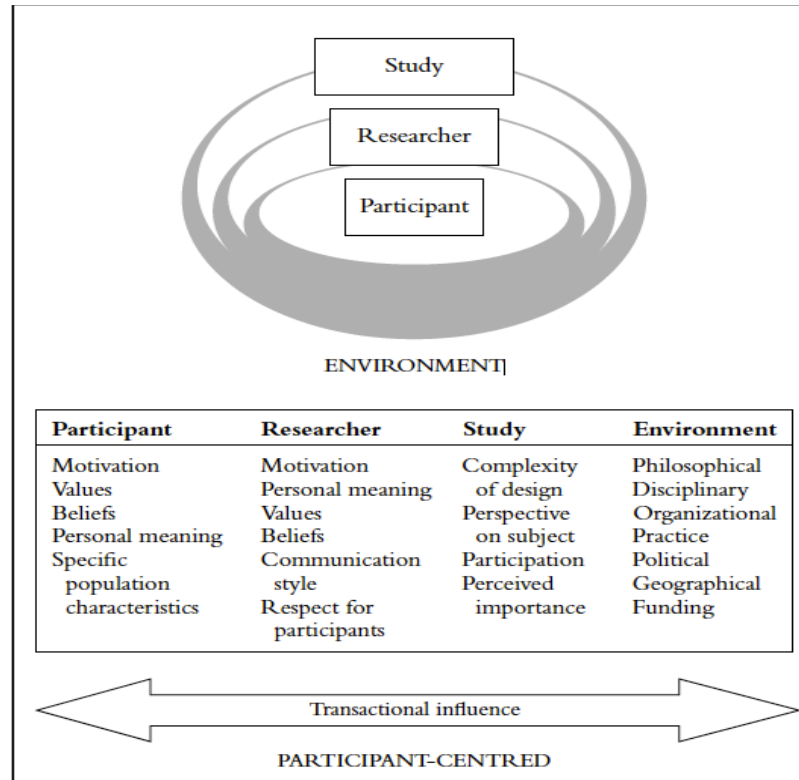 Study
Researcher
Participant
ENVIRONMENT
Participant Researcher Study Environment
Motivation Motivation Complexity Philosophical
Values Personal meaning of design Disciplinary
Beliefs Values Perspective Organizational
Personal meaning Beliefs on subject Practice
Specific Communication Participation Political
population style Perceived Geographical
characteristics Respect for importance Funding
participants
Transactional influence
PARTICIPANT-CENTRED